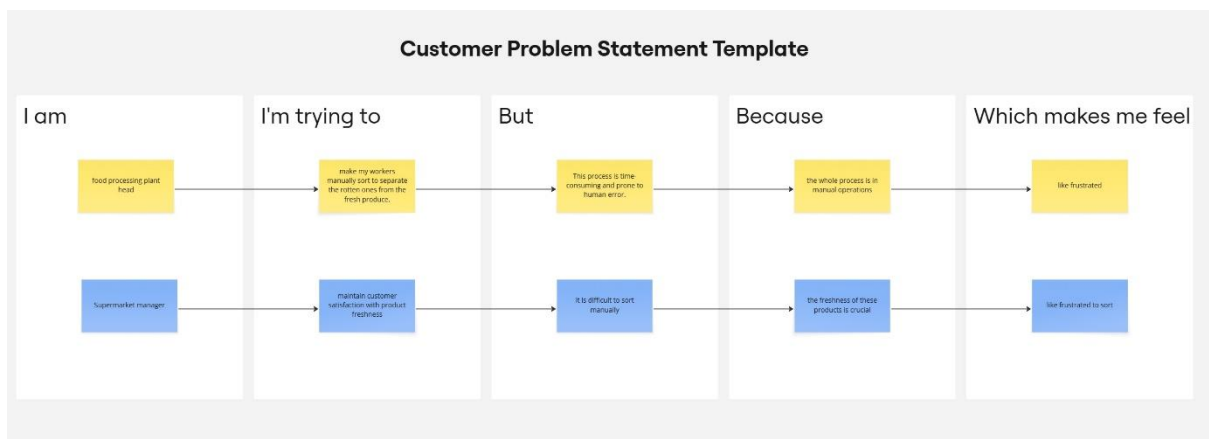 Customer Problem Statement Template
I am
I'm trying to
But
Because
Which makes me feel
food processing plant
head
make my workers
manually sort to separate
the rotten ones from the
fresh produce.
This process is time
consuming and prone to
human error.
the whole process is in
manual operations
like frustrated
Supermarket manager
maintain customer
satisfaction with product
freshness
it is difficult to sort
manually
the freshness of these
products is crucial
like frustrated to sort